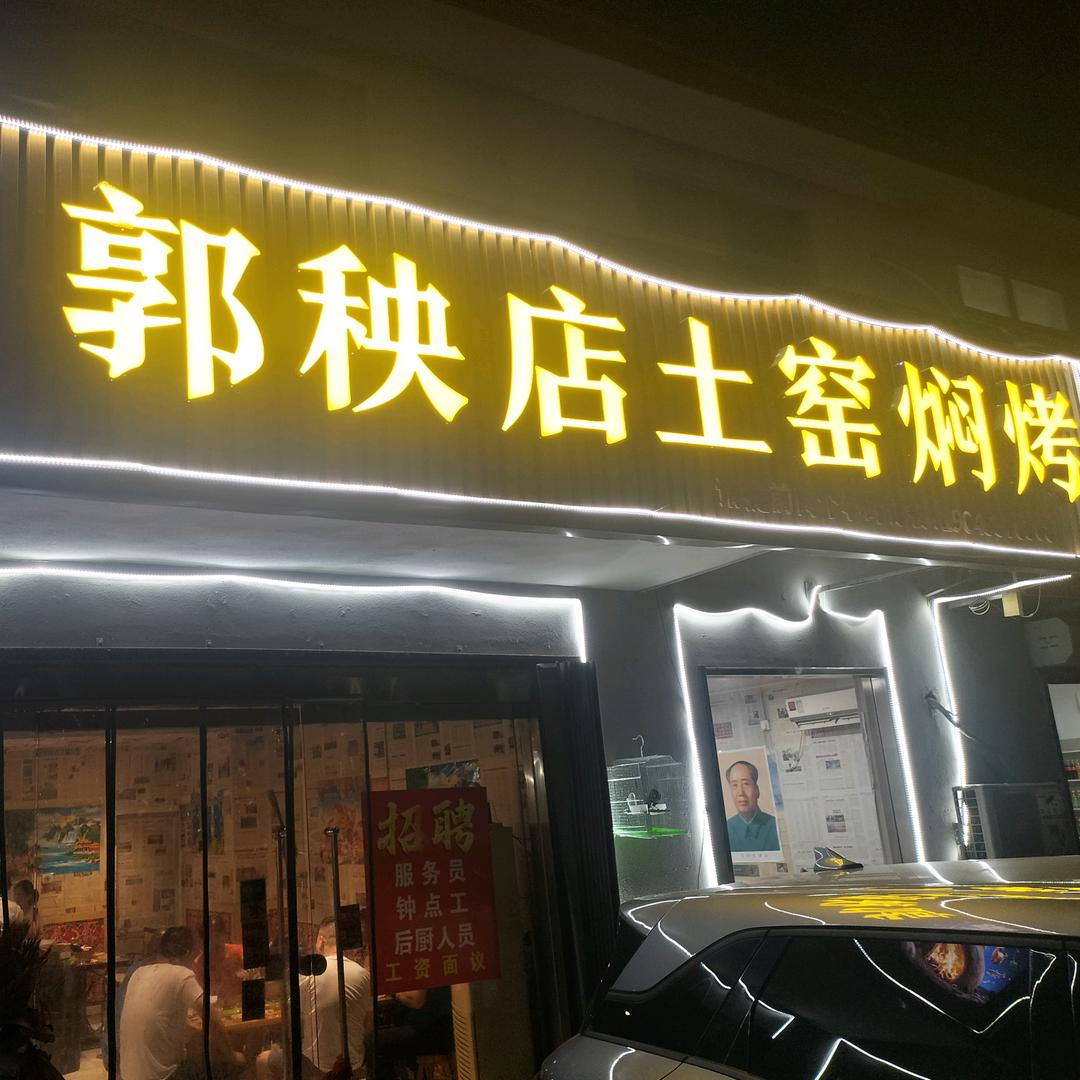 郭秧店土窑焖烤
招聘
服务员
钟点工
后厨人员
工资面议